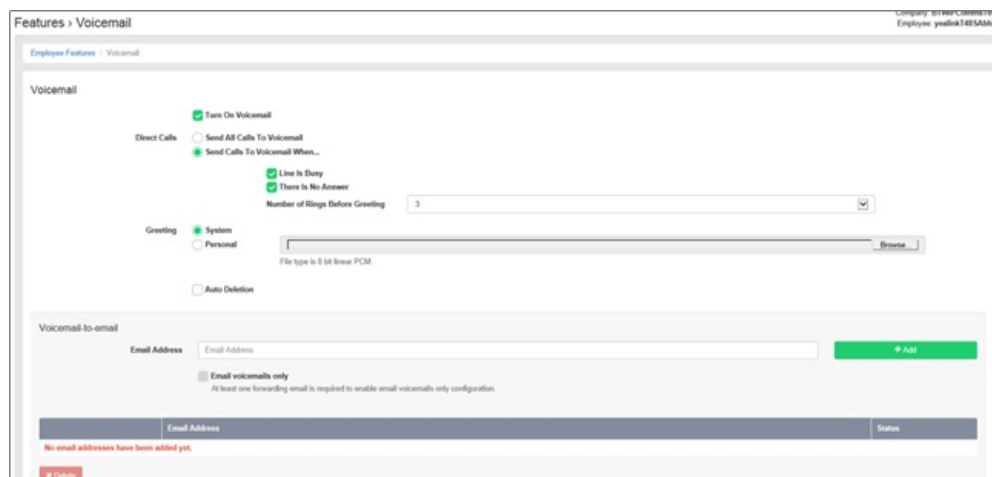 Features › Voicemail
Employee: yealinkT48SAbh
Employee Features / Voicemail
Voicemail
Turn On Voicemail
Direct Calls
Send All Calls To Voicemail
Send Calls To Voicemail When...
Line Is Busy
There Is No Answer
Number of Rings Before Greeting
3
Greeting
System
Personal
Browse...
File type is 8 bit linear PCM.
Auto Deletion
Voicemail-to-email
Email Address
Email Address
+ Add
Email voicemails only
At least one forwarding email is required to enable email voicemails only configuration.
Email Address
Status
No email addresses have been added yet.
Delete